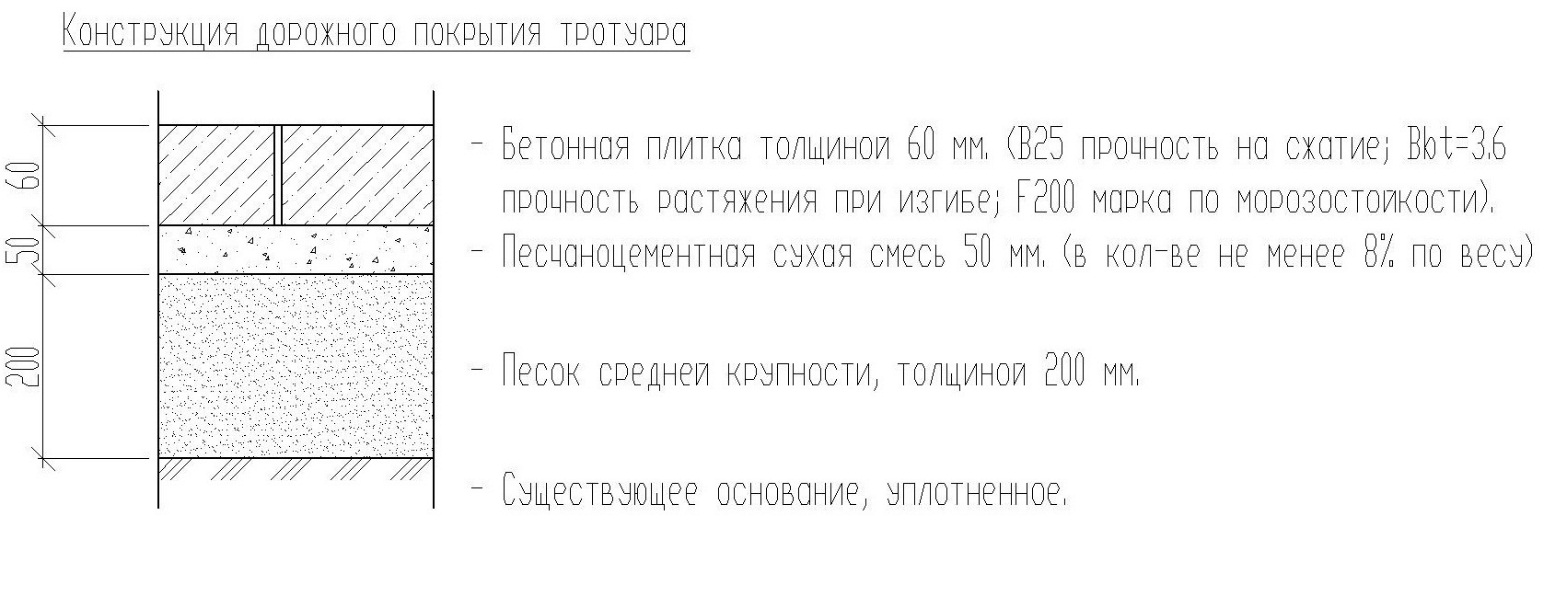 Конструкция дорожного покрытия тротуара
60
50
200
- Бетонная плитка толщиной 60 мм. (В25 прочность на сжатие; Вbt=3.6
прочность растяжения при изгибе; F200 марка по морозостойкости).
- Песчаноцементная сухая смесь 50 мм. (в кол-ве не менее 8% по весу)
- Песок средней крупности, толщиной 200 мм.
- Существующее основание, уплотненное.